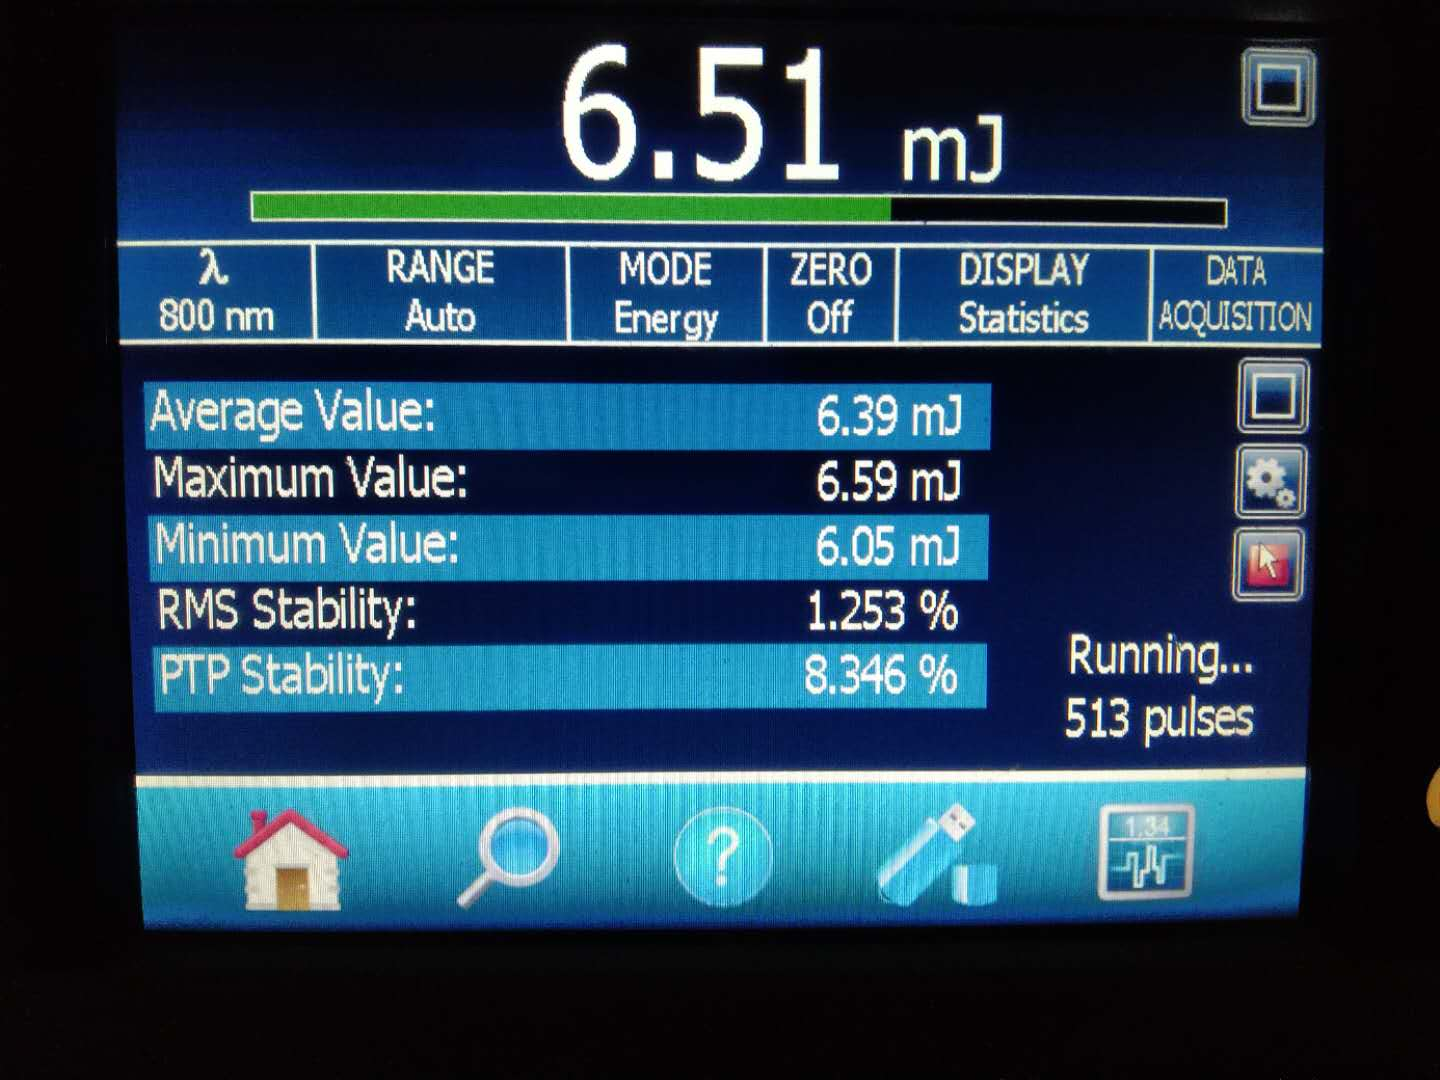 6.51 mJ
λ RANGE MODE ZERO DISPLAY DATA
800 nm Auto Energy Off Statistics ACQUISITION
Average Value: 6.39 mJ
Maximum Value: 6.59 mJ
Minimum Value: 6.05 mJ
RMS Stability: 1.253 %
PTP Stability: 8.346 %
Running...
513 pulses
?
1.34